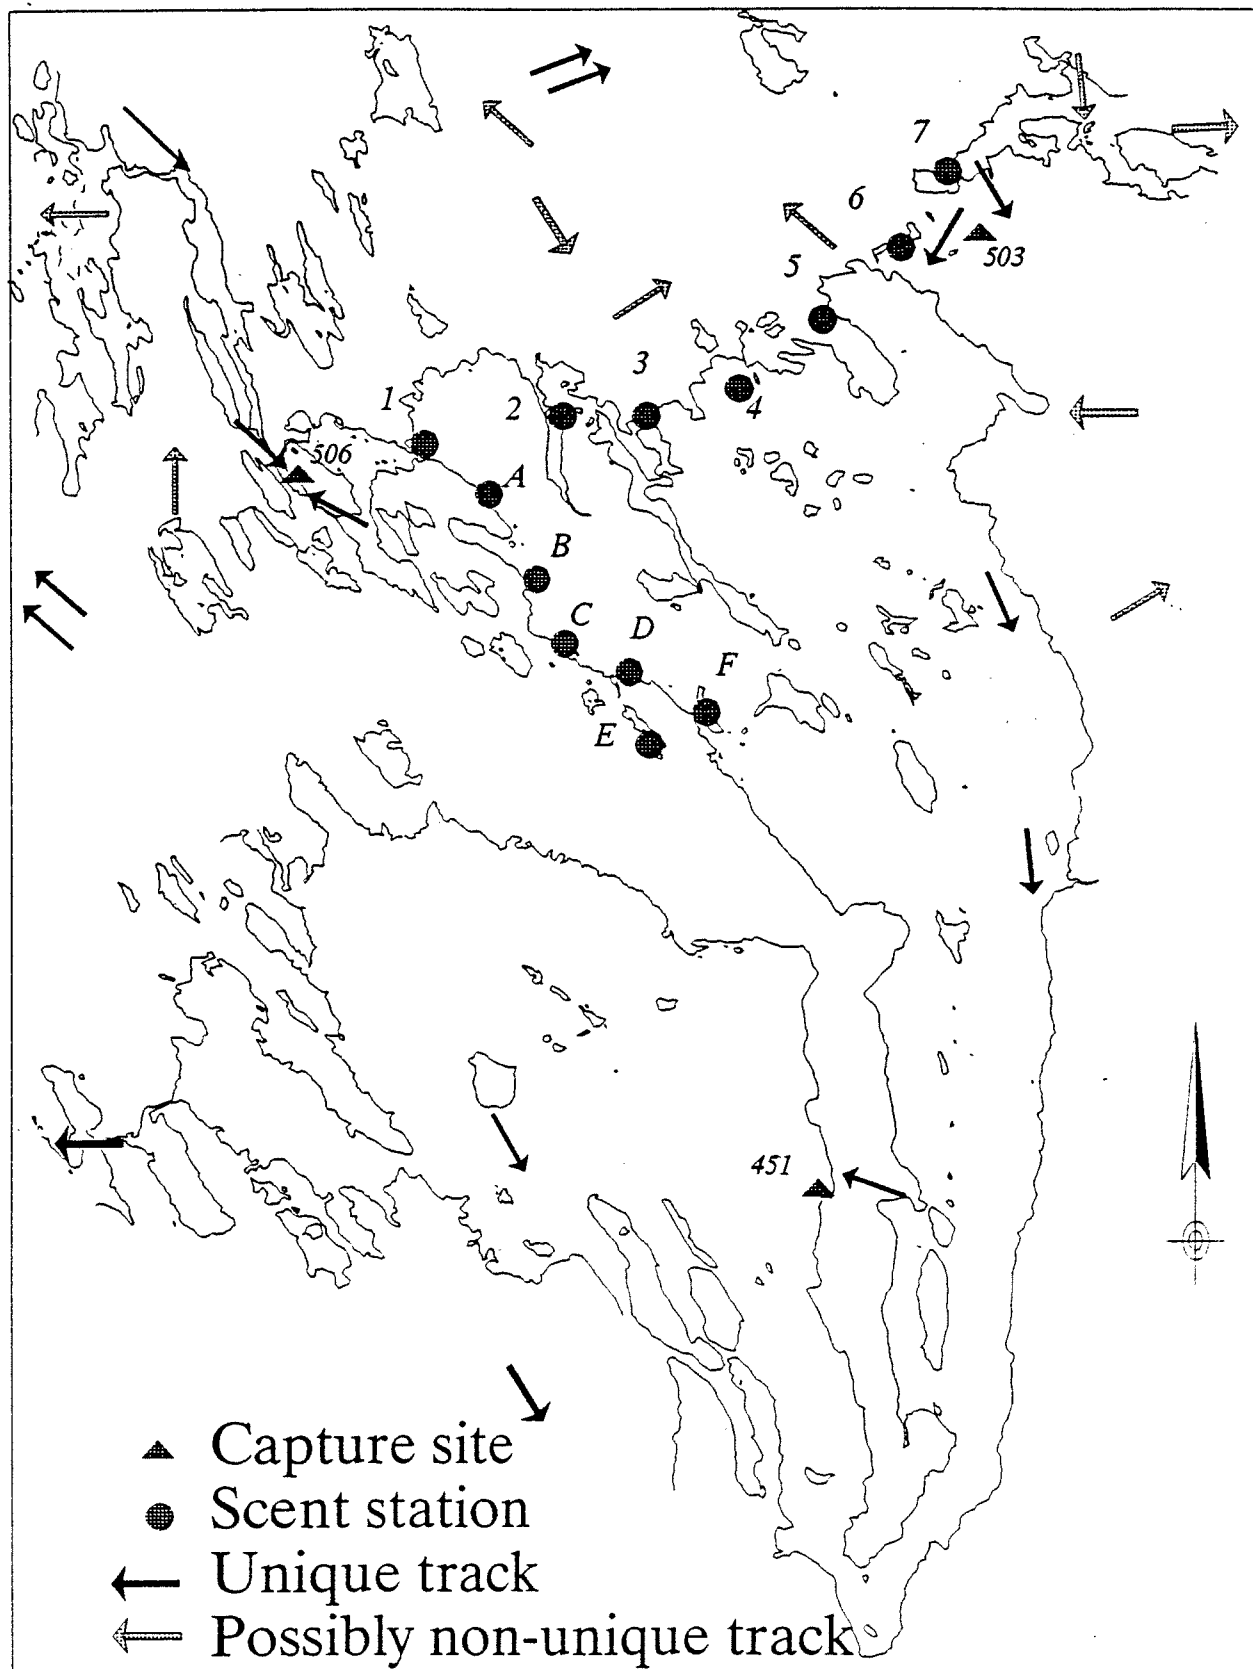 7
6
503
5
3
4
1
2
506
A
B
C
D
F
E
451
Capture site
Scent station
Unique track
Possibly non-unique track